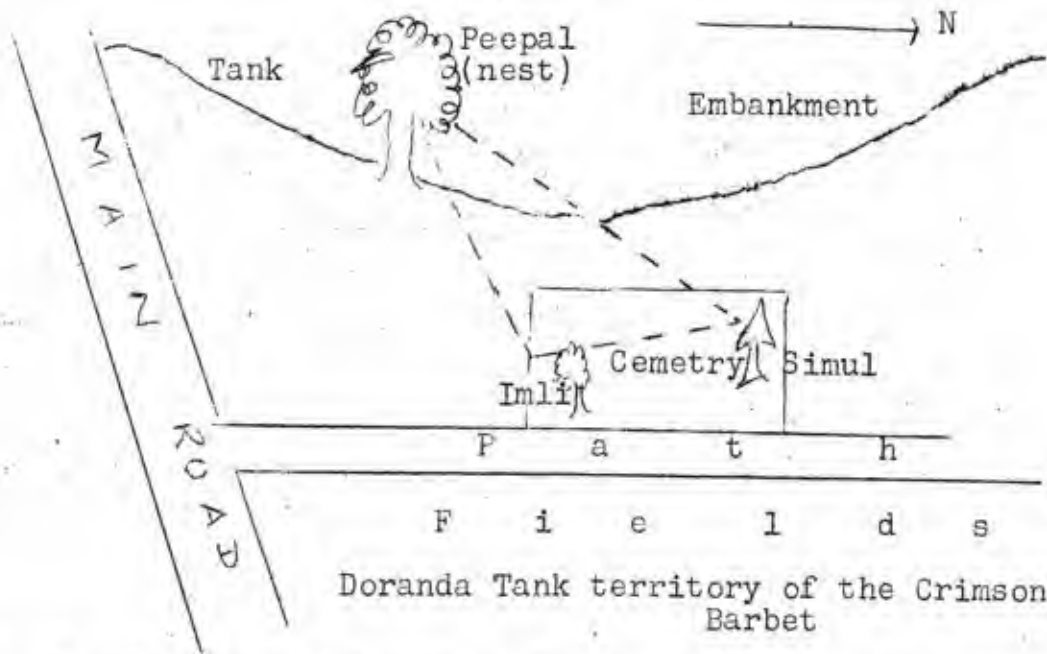 N
Peepal
(nest)
Tank
Embankment
MAIN ROAD
Cemetry Simul
Imli
Path
Fields
Doranda Tank territory of the Crimson
Barbet